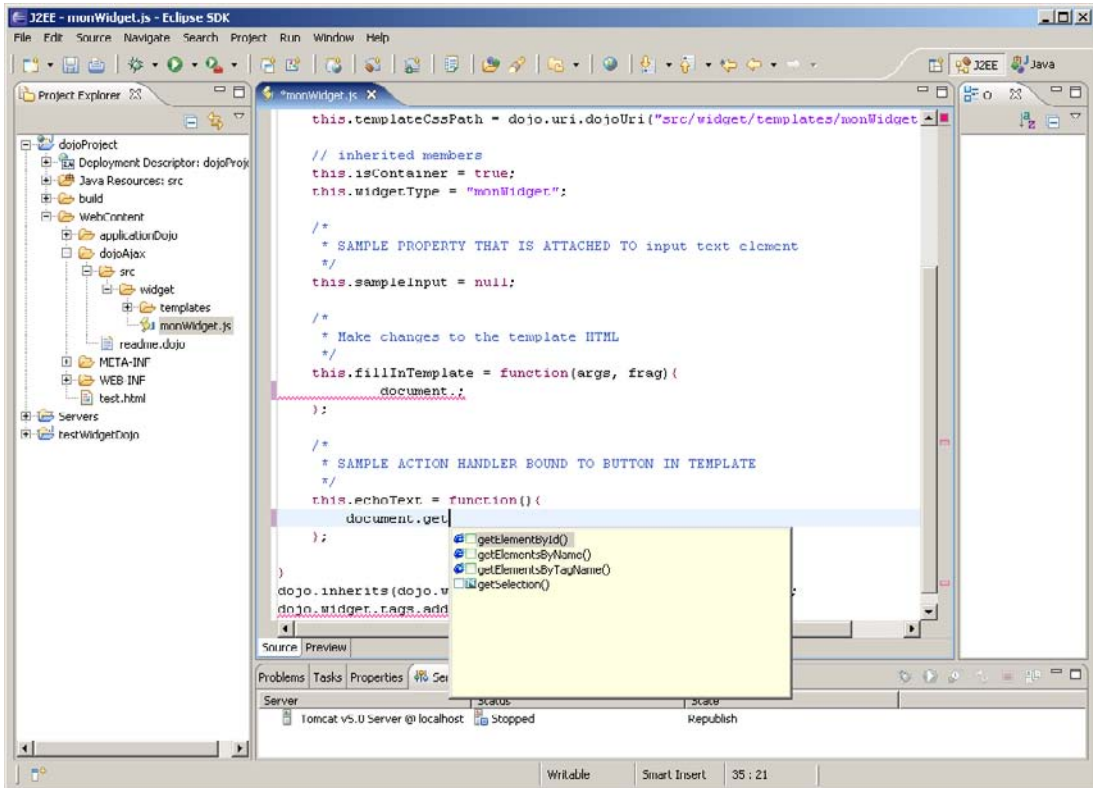 J2EE - monWidget.js - Eclipse SDK
File Edit Source Navigate Search Project Run Window Help
J2EE Java
Project Explorer
*monWidget.js
o
dojoProject
Deployment Descriptor: dojoProje
Java Resources: src
build
WebContent
applicationDojo
dojoAjax
src
widget
templates
monWidget.js
readme.dojo
META-INF
WEB-INF
test.html
Servers
testWidgetDojo
this.templateCssPath = dojo.uri.dojoUri("src/widget/templates/monWidget
// inherited members
this.isContainer = true;
this.widgetType = "monWidget";
/*
* SAMPLE PROPERTY THAT IS ATTACHED TO input text element
*/
this.sampleInput = null;
/*
* Make changes to the template HTML
*/
this.fillInTemplate = function(args, frag){
document.;
};
/*
* SAMPLE ACTION HANDLER BOUND TO BUTTON IN TEMPLATE
*/
this.echoText = function(){
document.get
};
getElementById()
getElementsByName()
getElementsByTagName()
getSelection()
}
dojo.inherits(dojo.w
;
dojo.widget.tags.add
Source Preview
Problems Tasks Properties Ser
Server Status State
Tomcat v5.0 Server @ localhost Stopped Republish
Writable Smart Insert 35 : 21